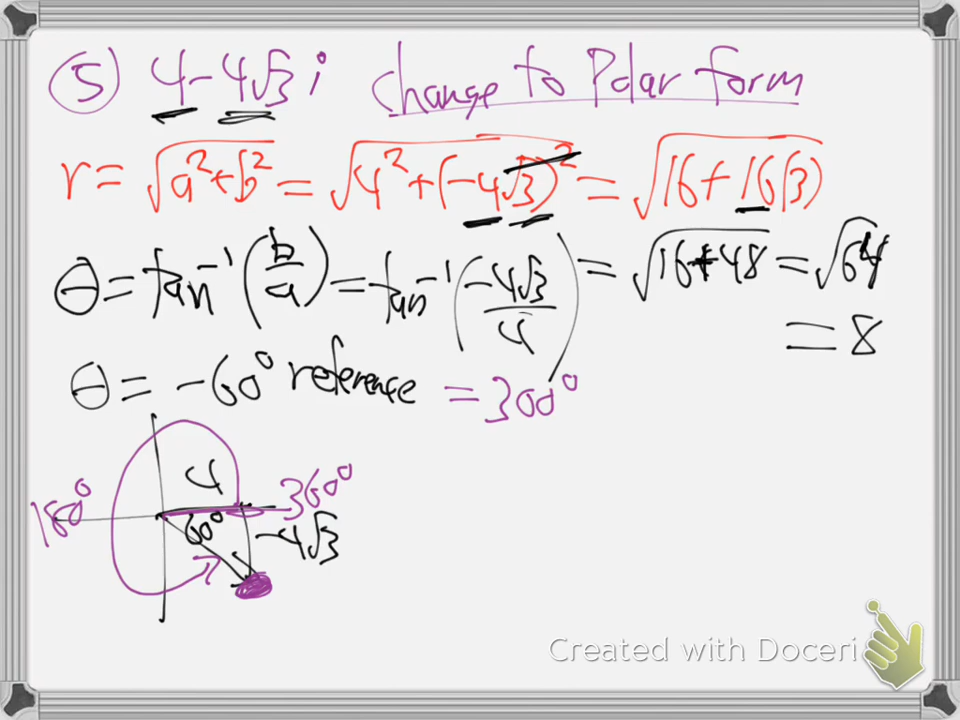 ⑤ 4-4√3 i change to Polar form
r = √(a²+b²) = √(4²+(-4√3)²) = √(16+16(3))
θ = tan⁻¹(b/a) = tan⁻¹(-4√3/4) = √(16+48) = √64
= 8
θ = -60° reference = 300°
4
180° 60° 360°
-4√3
Created with Doceri